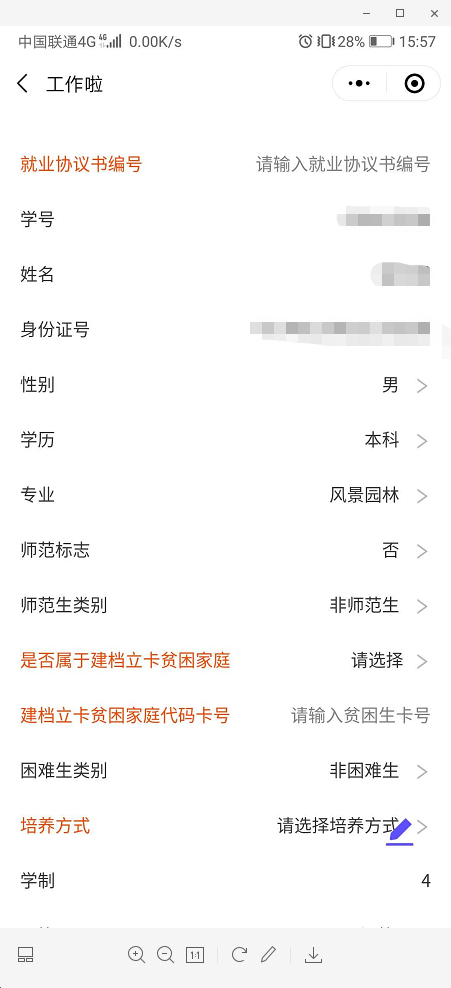 中国联通4G 4G 0.00K/s 28% 15:57
工作啦
就业协议书编号 请输入就业协议书编号
学号
姓名
身份证号
性别 男
学历 本科
专业 风景园林
师范标志 否
师范生类别 非师范生
是否属于建档立卡贫困家庭 请选择
建档立卡贫困家庭代码卡号 请输入贫困生卡号
困难生类别 非困难生
培养方式 请选择培养方式
学制 4
1:1